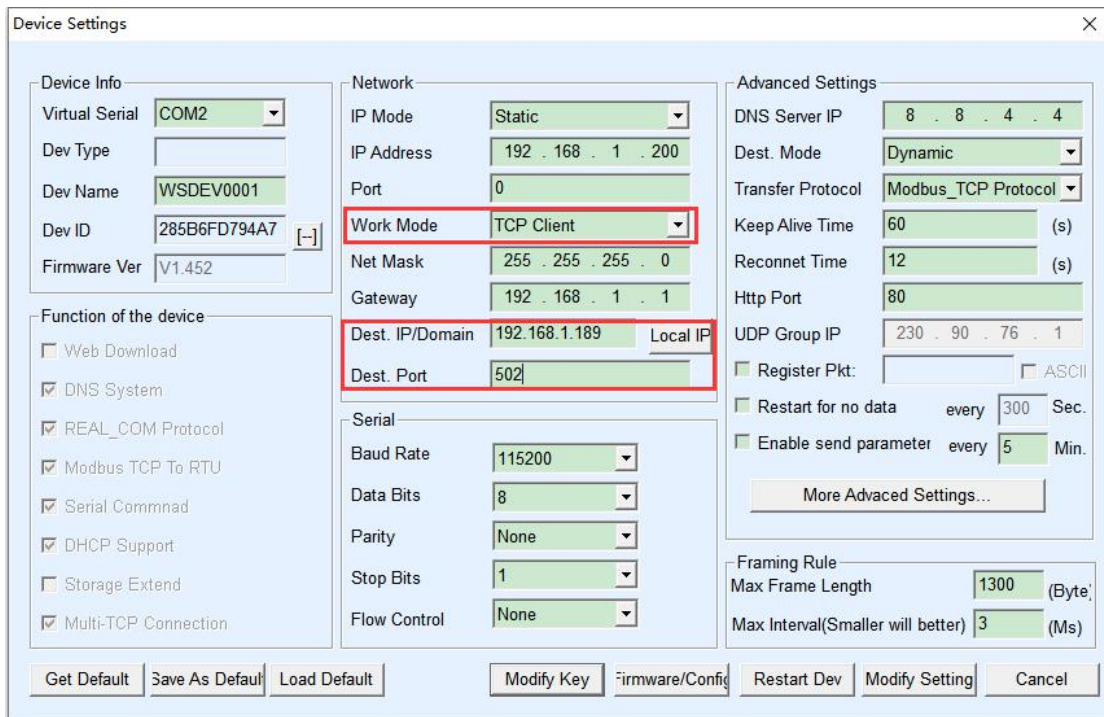 Device Settings
Device Info
Virtual Serial COM2
Dev Type
Dev Name WSDEV0001
Dev ID 285B6FD794A7 [--]
Firmware Ver V1.452
Function of the device
Web Download
DNS System
REAL_COM Protocol
Modbus TCP To RTU
Serial Commnad
DHCP Support
Storage Extend
Multi-TCP Connection
Network
IP Mode Static
IP Address 192 . 168 . 1 . 200
Port 0
Work Mode TCP Client
Net Mask 255 . 255 . 255 . 0
Gateway 192 . 168 . 1 . 1
Dest. IP/Domain 192.168.1.189 Local IP
Dest. Port 502
Serial
Baud Rate 115200
Data Bits 8
Parity None
Stop Bits 1
Flow Control None
Advanced Settings
DNS Server IP 8 . 8 . 4 . 4
Dest. Mode Dynamic
Transfer Protocol Modbus_TCP Protocol
Keep Alive Time 60 (s)
Reconnet Time 12 (s)
Http Port 80
UDP Group IP 230 . 90 . 76 . 1
Register Pkt: ASCII
Restart for no data every 300 Sec.
Enable send parameter every 5 Min.
More Advaced Settings...
Framing Rule
Max Frame Length 1300 (Byte)
Max Interval(Smaller will better) 3 (Ms)
Get Default Save As Defaul Load Default Modify Key Firmware/Config Restart Dev Modify Setting Cancel